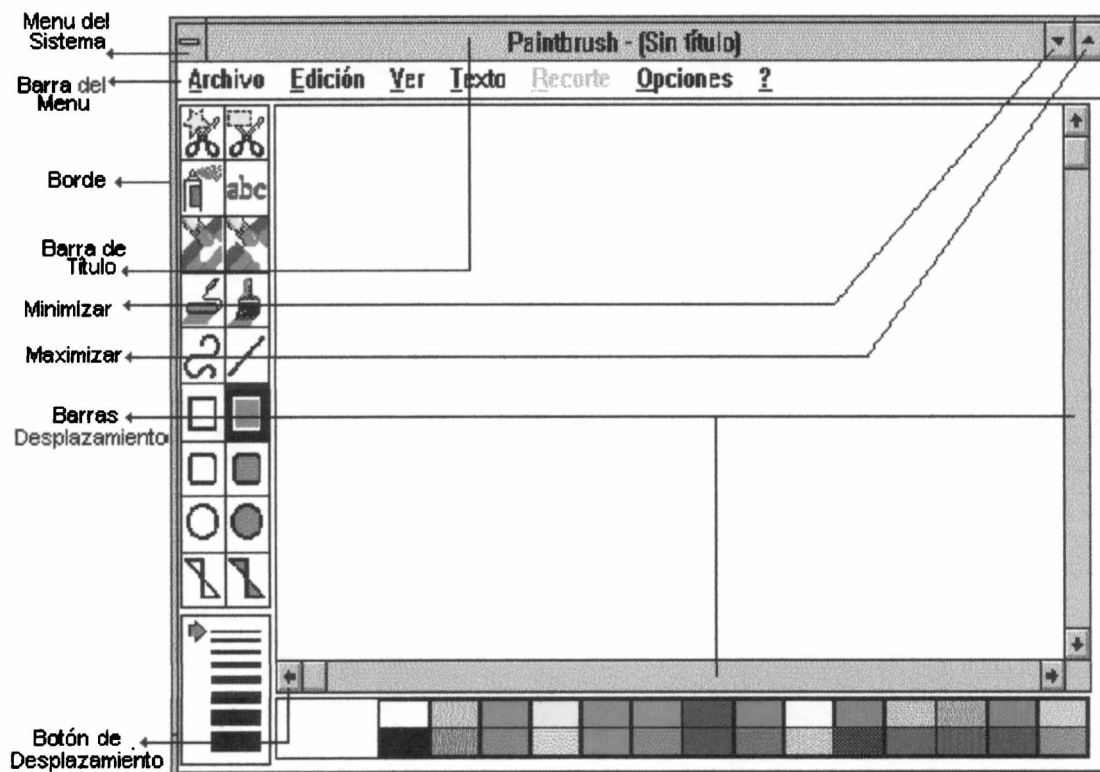 Menu del
Sistema
Paintbrush - (Sin título)
Barra del
Menu
Archivo Edición Ver Texto Recorte Opciones ?
Borde
abc
Barra de
Título
Minimizar
Maximizar
Barras
Desplazamiento
Botón de
Desplazamiento